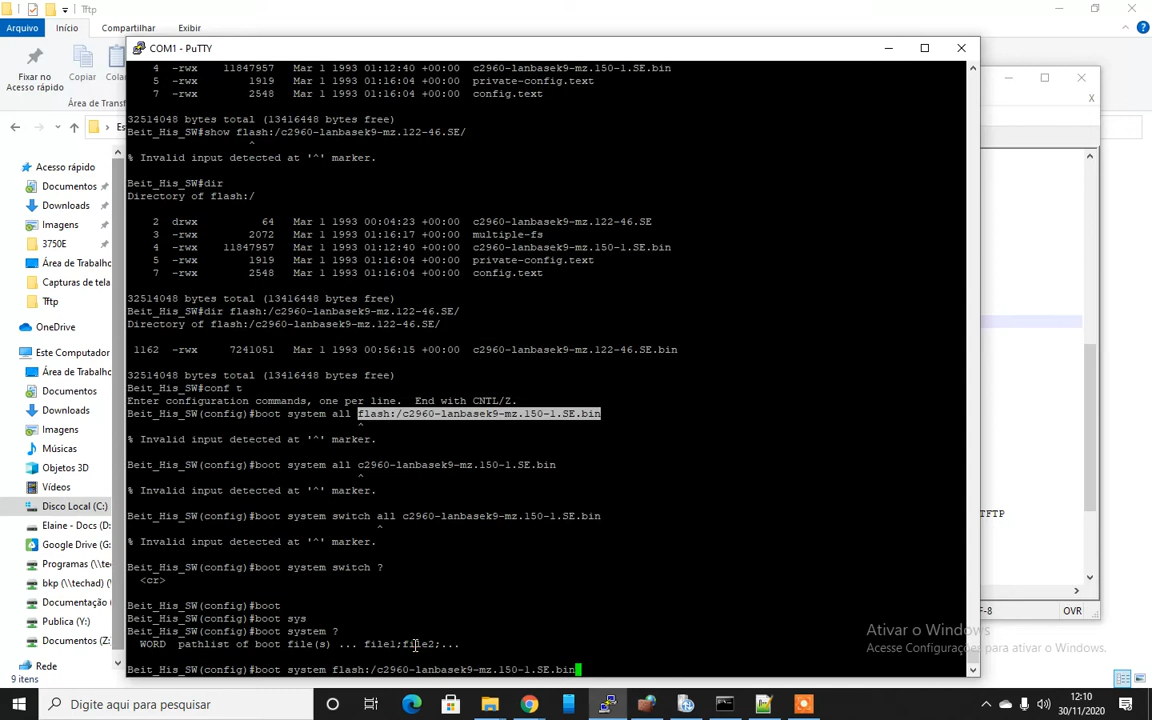 Tftp
Arquivo Início Compartilhar Exibir
Fixar no
Acesso rápido
Copiar
Área de Transf
Acesso rápido
Documentos
Downloads
Imagens
3750E
Área de Trabalho
Capturas de tela
Tftp
OneDrive
Este Computador
Área de Trabalho
Documentos
Downloads
Imagens
Músicas
Objetos 3D
Vídeos
Disco Local (C:)
Elaine - Docs (D:
Google Drive (G:
Programas (\\tec
bkp (\\tchad) (W:
Documentação
Publica (Y:)
Documentos (Z:)
Rede
9 itens
COM1 - PuTTY
4 -rwx 11847957 Mar 1 1993 01:12:40 +00:00 c2960-lanbasek9-mz.150-1.SE.bin
5 -rwx 1919 Mar 1 1993 01:16:04 +00:00 private-config.text
7 -rwx 2548 Mar 1 1993 01:16:04 +00:00 config.text
32514048 bytes total (13416448 bytes free)
Beit_His_SW#show flash:/c2960-lanbasek9-mz.122-46.SE/
^
% Invalid input detected at '^' marker.
Beit_His_SW#dir
Directory of flash:/
2 drwx 64 Mar 1 1993 00:04:23 +00:00 c2960-lanbasek9-mz.122-46.SE
3 -rwx 2072 Mar 1 1993 01:16:17 +00:00 multiple-fs
4 -rwx 11847957 Mar 1 1993 01:12:40 +00:00 c2960-lanbasek9-mz.150-1.SE.bin
5 -rwx 1919 Mar 1 1993 01:16:04 +00:00 private-config.text
7 -rwx 2548 Mar 1 1993 01:16:04 +00:00 config.text
32514048 bytes total (13416448 bytes free)
Beit_His_SW#dir flash:/c2960-lanbasek9-mz.122-46.SE/
Directory of flash:/c2960-lanbasek9-mz.122-46.SE/
1162 -rwx 7241051 Mar 1 1993 00:56:15 +00:00 c2960-lanbasek9-mz.122-46.SE.bin
32514048 bytes total (13416448 bytes free)
Beit_His_SW#conf t
Enter configuration commands, one per line. End with CNTL/Z.
Beit_His_SW(config)#boot system all flash:/c2960-lanbasek9-mz.150-1.SE.bin
^
% Invalid input detected at '^' marker.
Beit_His_SW(config)#boot system all c2960-lanbasek9-mz.150-1.SE.bin
^
% Invalid input detected at '^' marker.
Beit_His_SW(config)#boot system switch all c2960-lanbasek9-mz.150-1.SE.bin
^
% Invalid input detected at '^' marker.
Beit_His_SW(config)#boot system switch ?
<cr>
Beit_His_SW(config)#boot
Beit_His_SW(config)#boot sys
Beit_His_SW(config)#boot system ?
WORD pathlist of boot file(s) ... file1;file2;...
Beit_His_SW(config)#boot system flash:/c2960-lanbasek9-mz.150-1.SE.bin
X
TFTP
F-8 OVR
Ativar o Windows
Acesse Configurações para ativar o Windows.
Digite aqui para pesquisar
12:10
30/11/2020